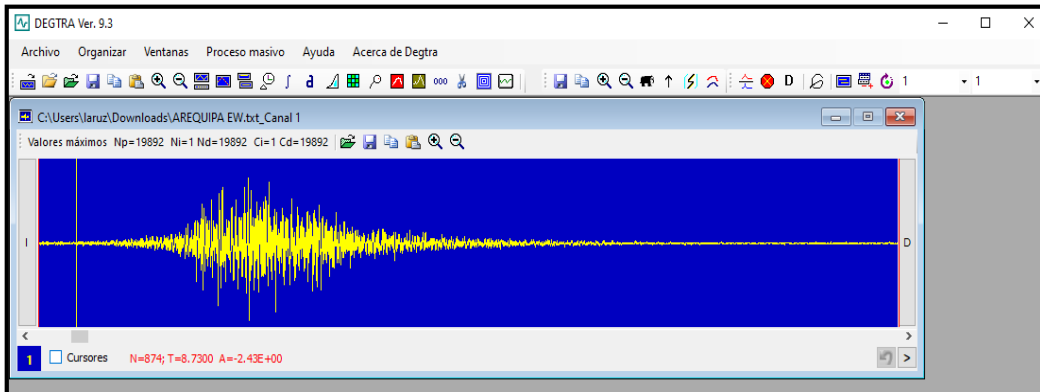 DEGTRA Ver. 9.3
Archivo Organizar Ventanas Proceso masivo Ayuda Acerca de Degtra
d 000 D 1 1
C:\Users\laruz\Downloads\AREQUIPA EW.txt_Canal 1
Valores máximos Np=19892 Ni=1 Nd=19892 Ci=1 Cd=19892
I D
1 Cursores N=874; T=8.7300 A=-2.43E+00